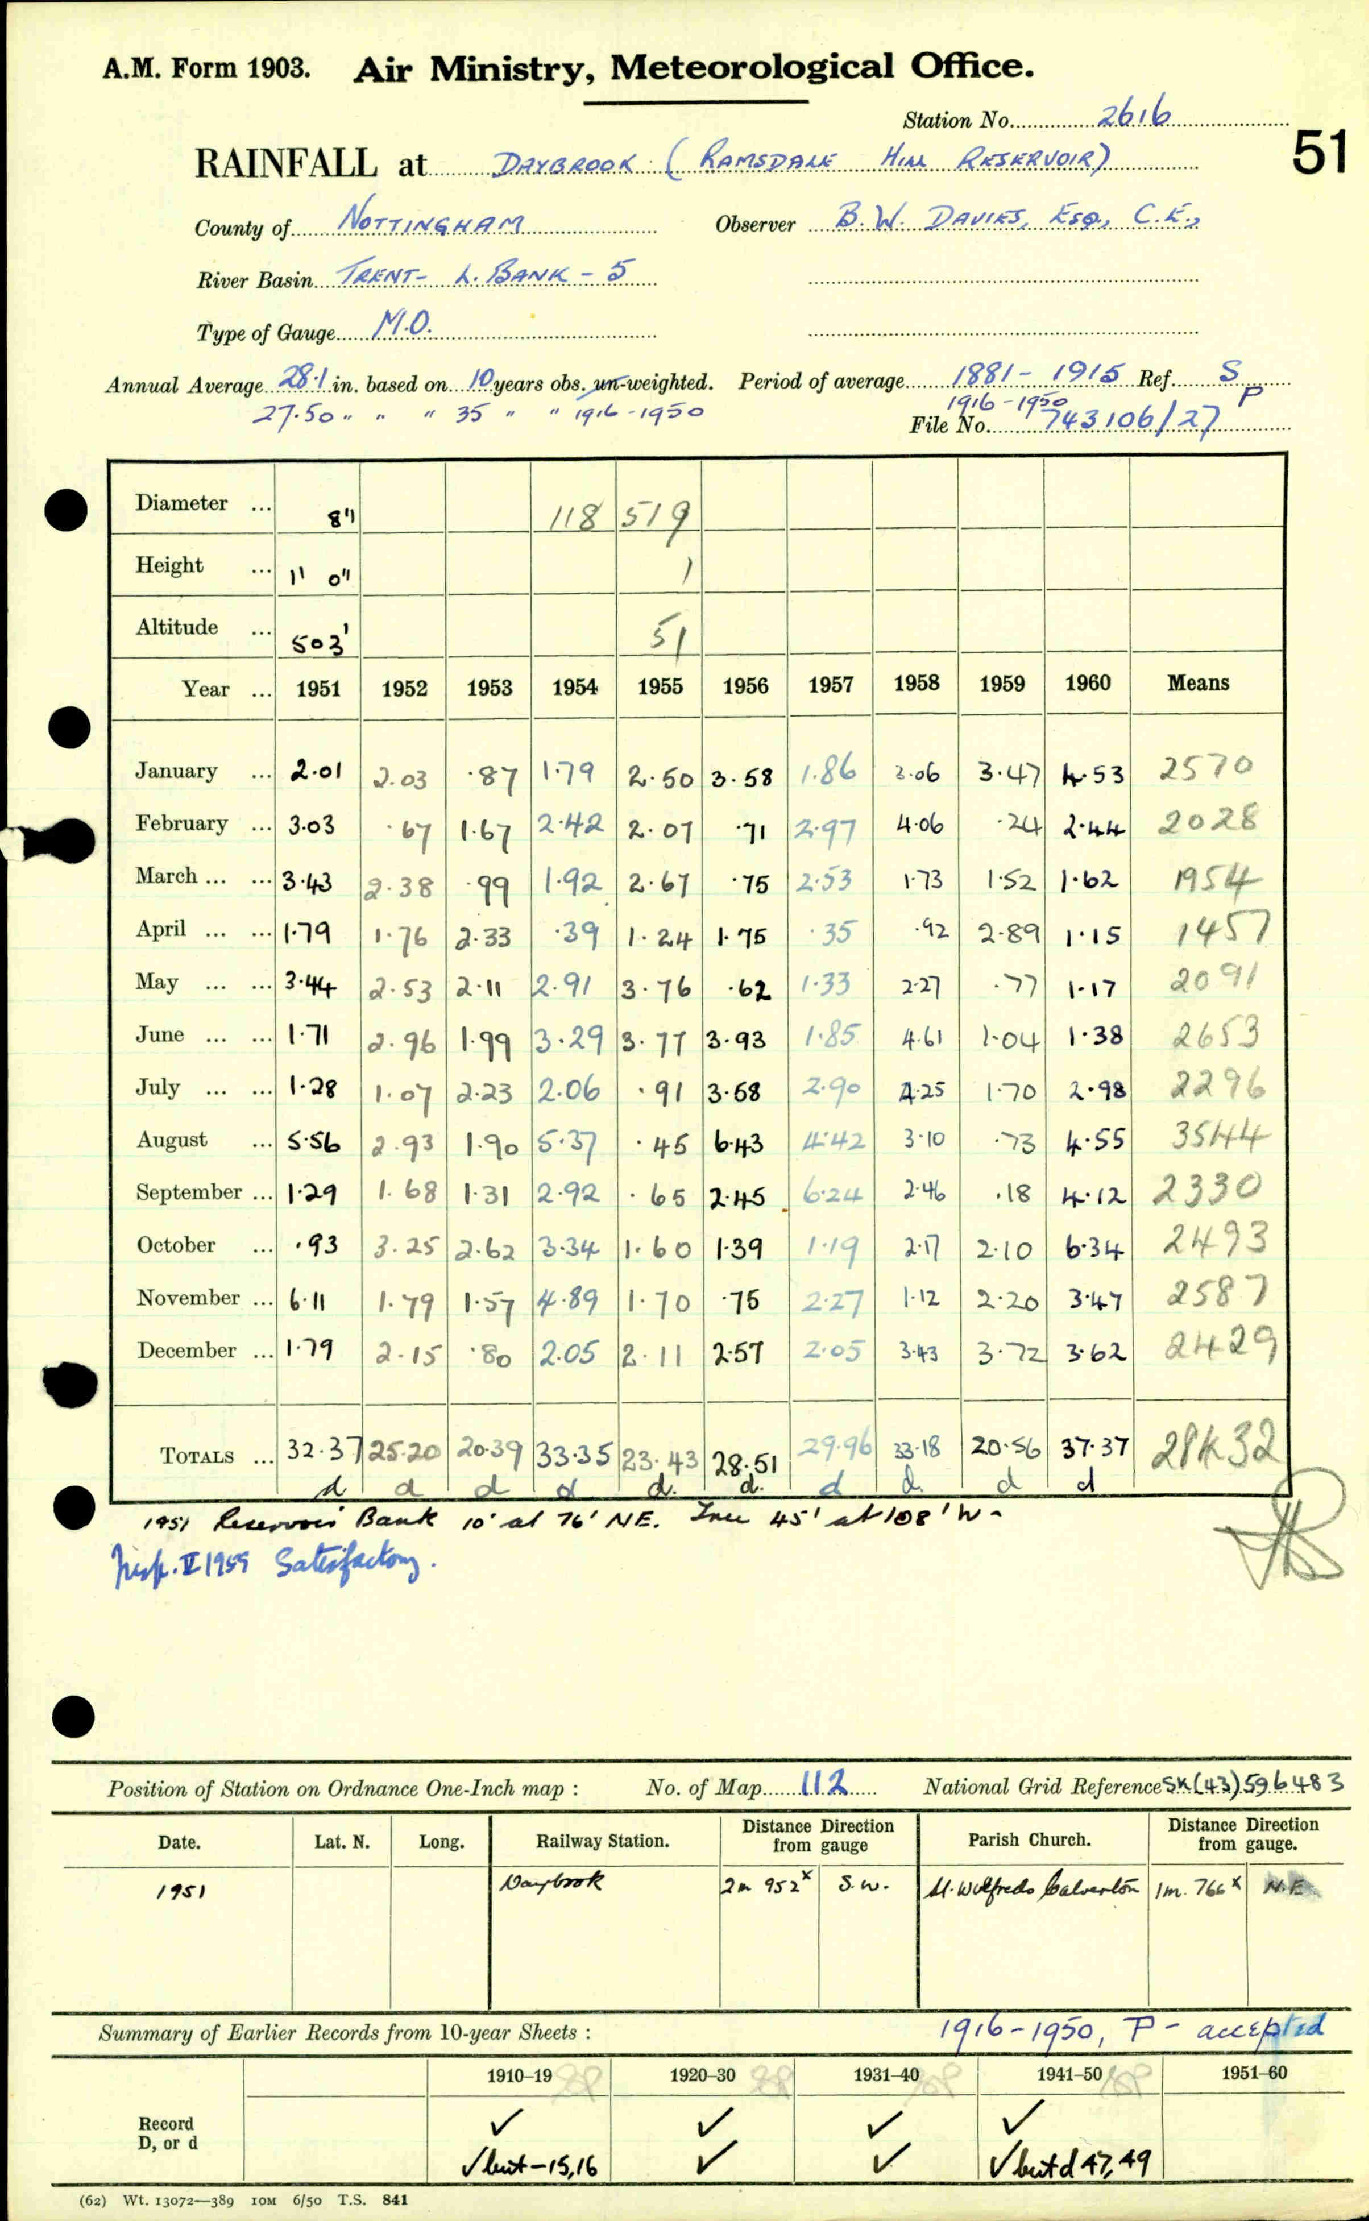 A.M. Form 1903. Air Ministry, Meteorological Office.
Station No. 2616
51
RAINFALL at DAYBROOK (RAMSDALE HILL RESERVOIR)
County of NOTTINGHAM Observer B.W. DAVIES, ESQ., C.E.,
River Basin TRENT- L. BANK - 5
Type of Gauge M.O.
Annual Average 28.1 in. based on 10 years obs. un-weighted. Period of average 1881 - 1915 Ref. S
27.50 " " " 35 " " 1916-1950 1916-1950 P
File No. 743106/27
Diameter ... 8" 118 519
Height ... 1' 0" 1
Altitude ... 503' 51
Year ... 1951 1952 1953 1954 1955 1956 1957 1958 1959 1960 Means
January ... 2.01 2.03 .87 1.79 2.50 3.58 1.86 3.06 3.47 4.53 2570
February ... 3.03 .67 1.67 2.42 2.07 .71 2.97 4.06 .24 2.44 2028
March ... ... 3.43 2.38 .99 1.92 2.67 .75 2.53 1.73 1.52 1.62 1954
April ... ... 1.79 1.76 2.33 .39 1.24 1.75 .35 .92 2.89 1.15 1457
May ... ... 3.44 2.53 2.11 2.91 3.76 .62 1.33 2.27 .77 1.17 2091
June ... ... 1.71 2.96 1.99 3.29 3.77 3.93 1.85 4.61 1.04 1.38 2653
July ... ... 1.28 1.07 2.23 2.06 .91 3.58 2.90 4.25 1.70 2.98 2296
August ... 5.56 2.93 1.90 5.37 .45 6.43 4.42 3.10 .73 4.55 3544
September ... 1.29 1.68 1.31 2.92 .65 2.45 6.24 2.46 .18 4.12 2330
October ... .93 3.25 2.62 3.34 1.60 1.39 1.19 2.17 2.10 6.34 2493
November ... 6.11 1.79 1.57 4.89 1.70 .75 2.27 1.12 2.20 3.47 2587
December ... 1.79 2.15 .80 2.05 2.11 2.57 2.05 3.43 3.72 3.62 2429
TOTALS ... 32.37 25.20 20.39 33.35 23.43 28.51 29.96 33.18 20.56 37.37 28432
d d d d d. d. d d. d d
1951 Reservoir Bank 10' at 76' NE. Tree 45' at 108' W.
Insp. V 1959 Satisfactory.
Position of Station on Ordnance One-Inch map : No. of Map 112 National Grid Reference SK(43)596483
Date. Lat. N. Long. Railway Station. Distance Direction from gauge Parish Church. Distance Direction from gauge.
1951 Daybrook 2m 952x S.W. St. Wilfreds Calverton 1m. 766x N.E
Summary of Earlier Records from 10-year Sheets : 1916-1950, P - accepted
1910–19 1920–30 1931–40 1941–50 1951–60
Record ✓ ✓ ✓ ✓
D, or d ✓ but -15,16 ✓ ✓ ✓ but d 47, 49
(62) Wt. 13072—389 10M 6/50 T.S. 841